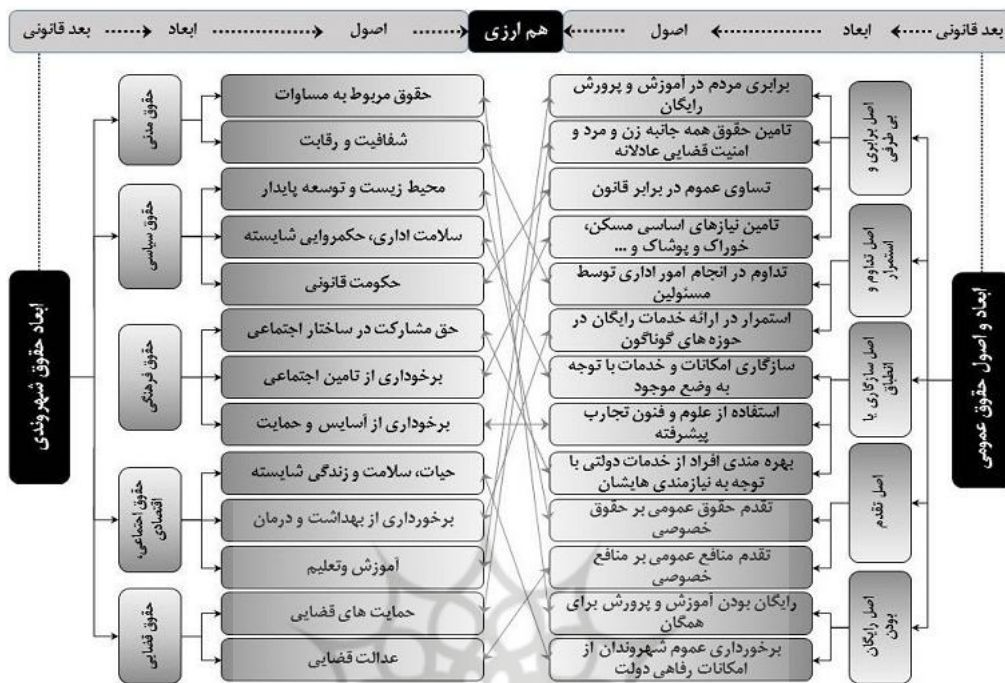 بعد قانونی
ابعاد
اصول
هم ارزی
اصول
ابعاد
بعد قانونی
ابعاد و اصول حقوق عمومی
اصل برابری و
بی طرفی
اصل تداوم و
استمرار
اصل سازگاری یا
انطباق
اصل تقدم
اصل رایگان
بودن
برابری مردم در آموزش و پرورش
رایگان
تامین حقوق همه جانبه زن و مرد و
امنیت قضایی عادلانه
تساوی عموم در برابر قانون
تامین نیازهای اساسی مسکن،
خوراک و پوشاک و ...
تداوم در انجام امور اداری توسط
مسئولین
استمرار در ارائه خدمات رایگان در
حوزه های گوناگون
سازگاری امکانات و خدمات با توجه
به وضع موجود
استفاده از علوم و فنون تجارب
پیشرفته
بهره مندی افراد از خدمات دولتی با
توجه به نیازمندی هایشان
تقدم حقوق عمومی بر حقوق
خصوصی
تقدم منافع عمومی بر منافع
خصوصی
رایگان بودن آموزش و پرورش برای
همگان
برخورداری عموم شهروندان از
امکانات رفاهی دولت
حقوق مربوط به مساوات
شفافیت و رقابت
محیط زیست و توسعه پایدار
سلامت اداری، حکمروایی شایسته
حکومت قانونی
حق مشارکت در ساختار اجتماعی
برخوداری از تامین اجتماعی
برخوداری از آسایس و حمایت
حیات، سلامت و زندگی شایسته
برخورداری از بهداشت و درمان
آموزش وتعلیم
حمایت های قضایی
عدالت قضایی
حقوق مدنی
حقوق سیاسی
حقوق فرهنگی
حقوق اجتماعی،
اقتصادی
حقوق قضایی
ابعاد حقوق شهروندی